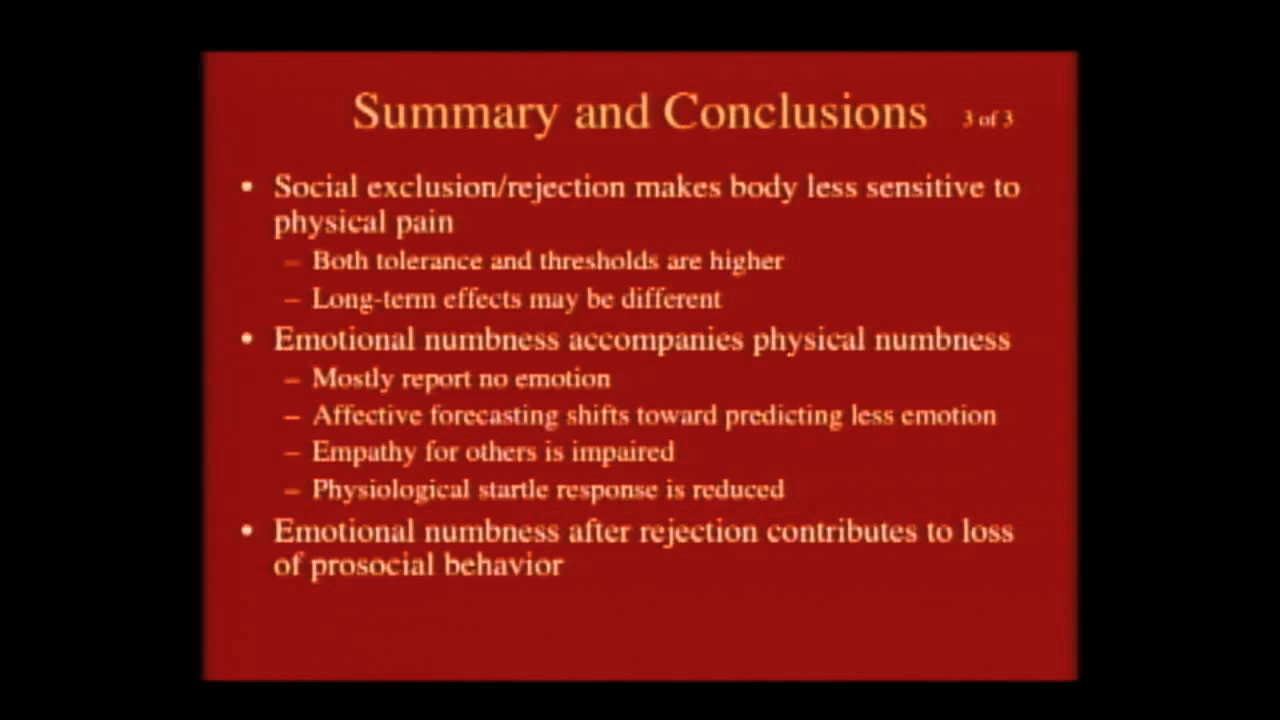 Summary and Conclusions 3 of 3
• Social exclusion/rejection makes body less sensitive to
physical pain
– Both tolerance and thresholds are higher
– Long-term effects may be different
• Emotional numbness accompanies physical numbness
– Mostly report no emotion
– Affective forecasting shifts toward predicting less emotion
– Empathy for others is impaired
– Physiological startle response is reduced
• Emotional numbness after rejection contributes to loss
of prosocial behavior